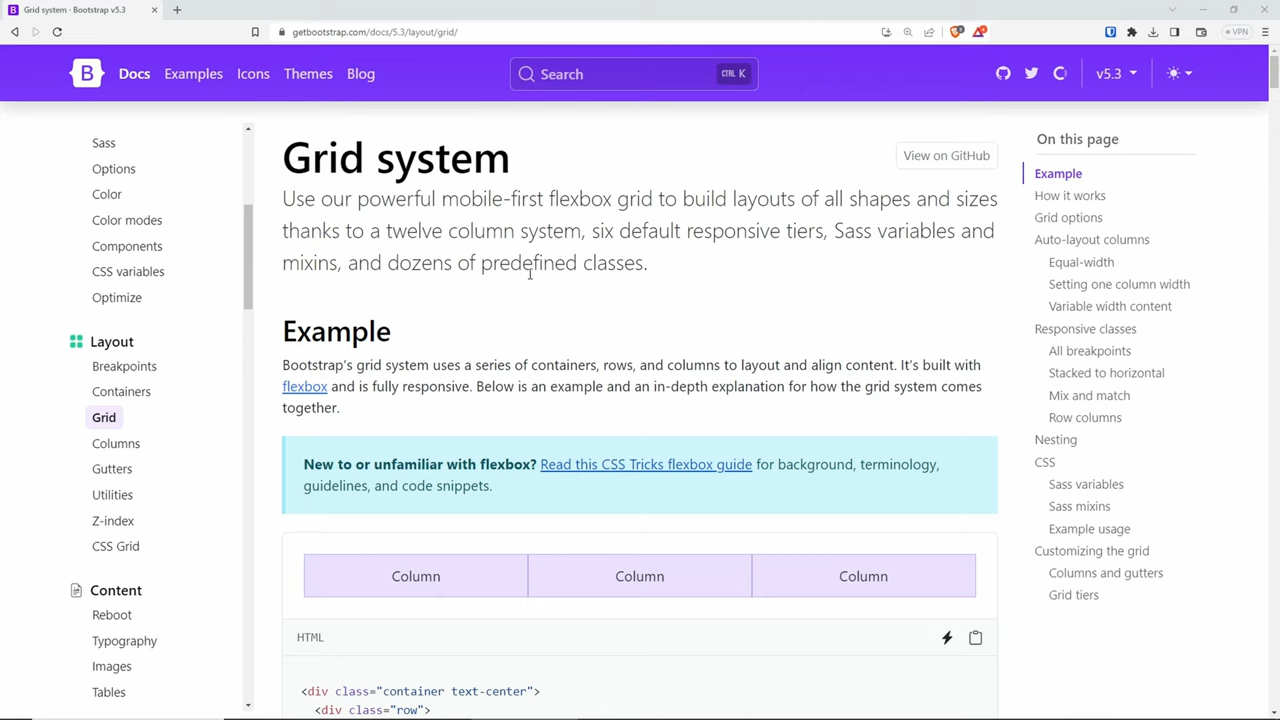 Grid system · Bootstrap v5.3
getbootstrap.com/docs/5.3/layout/grid/
VPN
B
Docs
Examples
Icons
Themes
Blog
Search
CTRL K
v5.3
Sass
Options
Color
Color modes
Components
CSS variables
Optimize
Layout
Breakpoints
Containers
Grid
Columns
Gutters
Utilities
Z-index
CSS Grid
Content
Reboot
Typography
Images
Tables
Grid system
View on GitHub
Use our powerful mobile-first flexbox grid to build layouts of all shapes and sizes
thanks to a twelve column system, six default responsive tiers, Sass variables and
mixins, and dozens of predefined classes.
Example
Bootstrap's grid system uses a series of containers, rows, and columns to layout and align content. It's built with
flexbox and is fully responsive. Below is an example and an in-depth explanation for how the grid system comes
together.
New to or unfamiliar with flexbox? Read this CSS Tricks flexbox guide for background, terminology,
guidelines, and code snippets.
Column
Column
Column
HTML
<div class="container text-center">
<div class="row">
On this page
Example
How it works
Grid options
Auto-layout columns
Equal-width
Setting one column width
Variable width content
Responsive classes
All breakpoints
Stacked to horizontal
Mix and match
Row columns
Nesting
CSS
Sass variables
Sass mixins
Example usage
Customizing the grid
Columns and gutters
Grid tiers